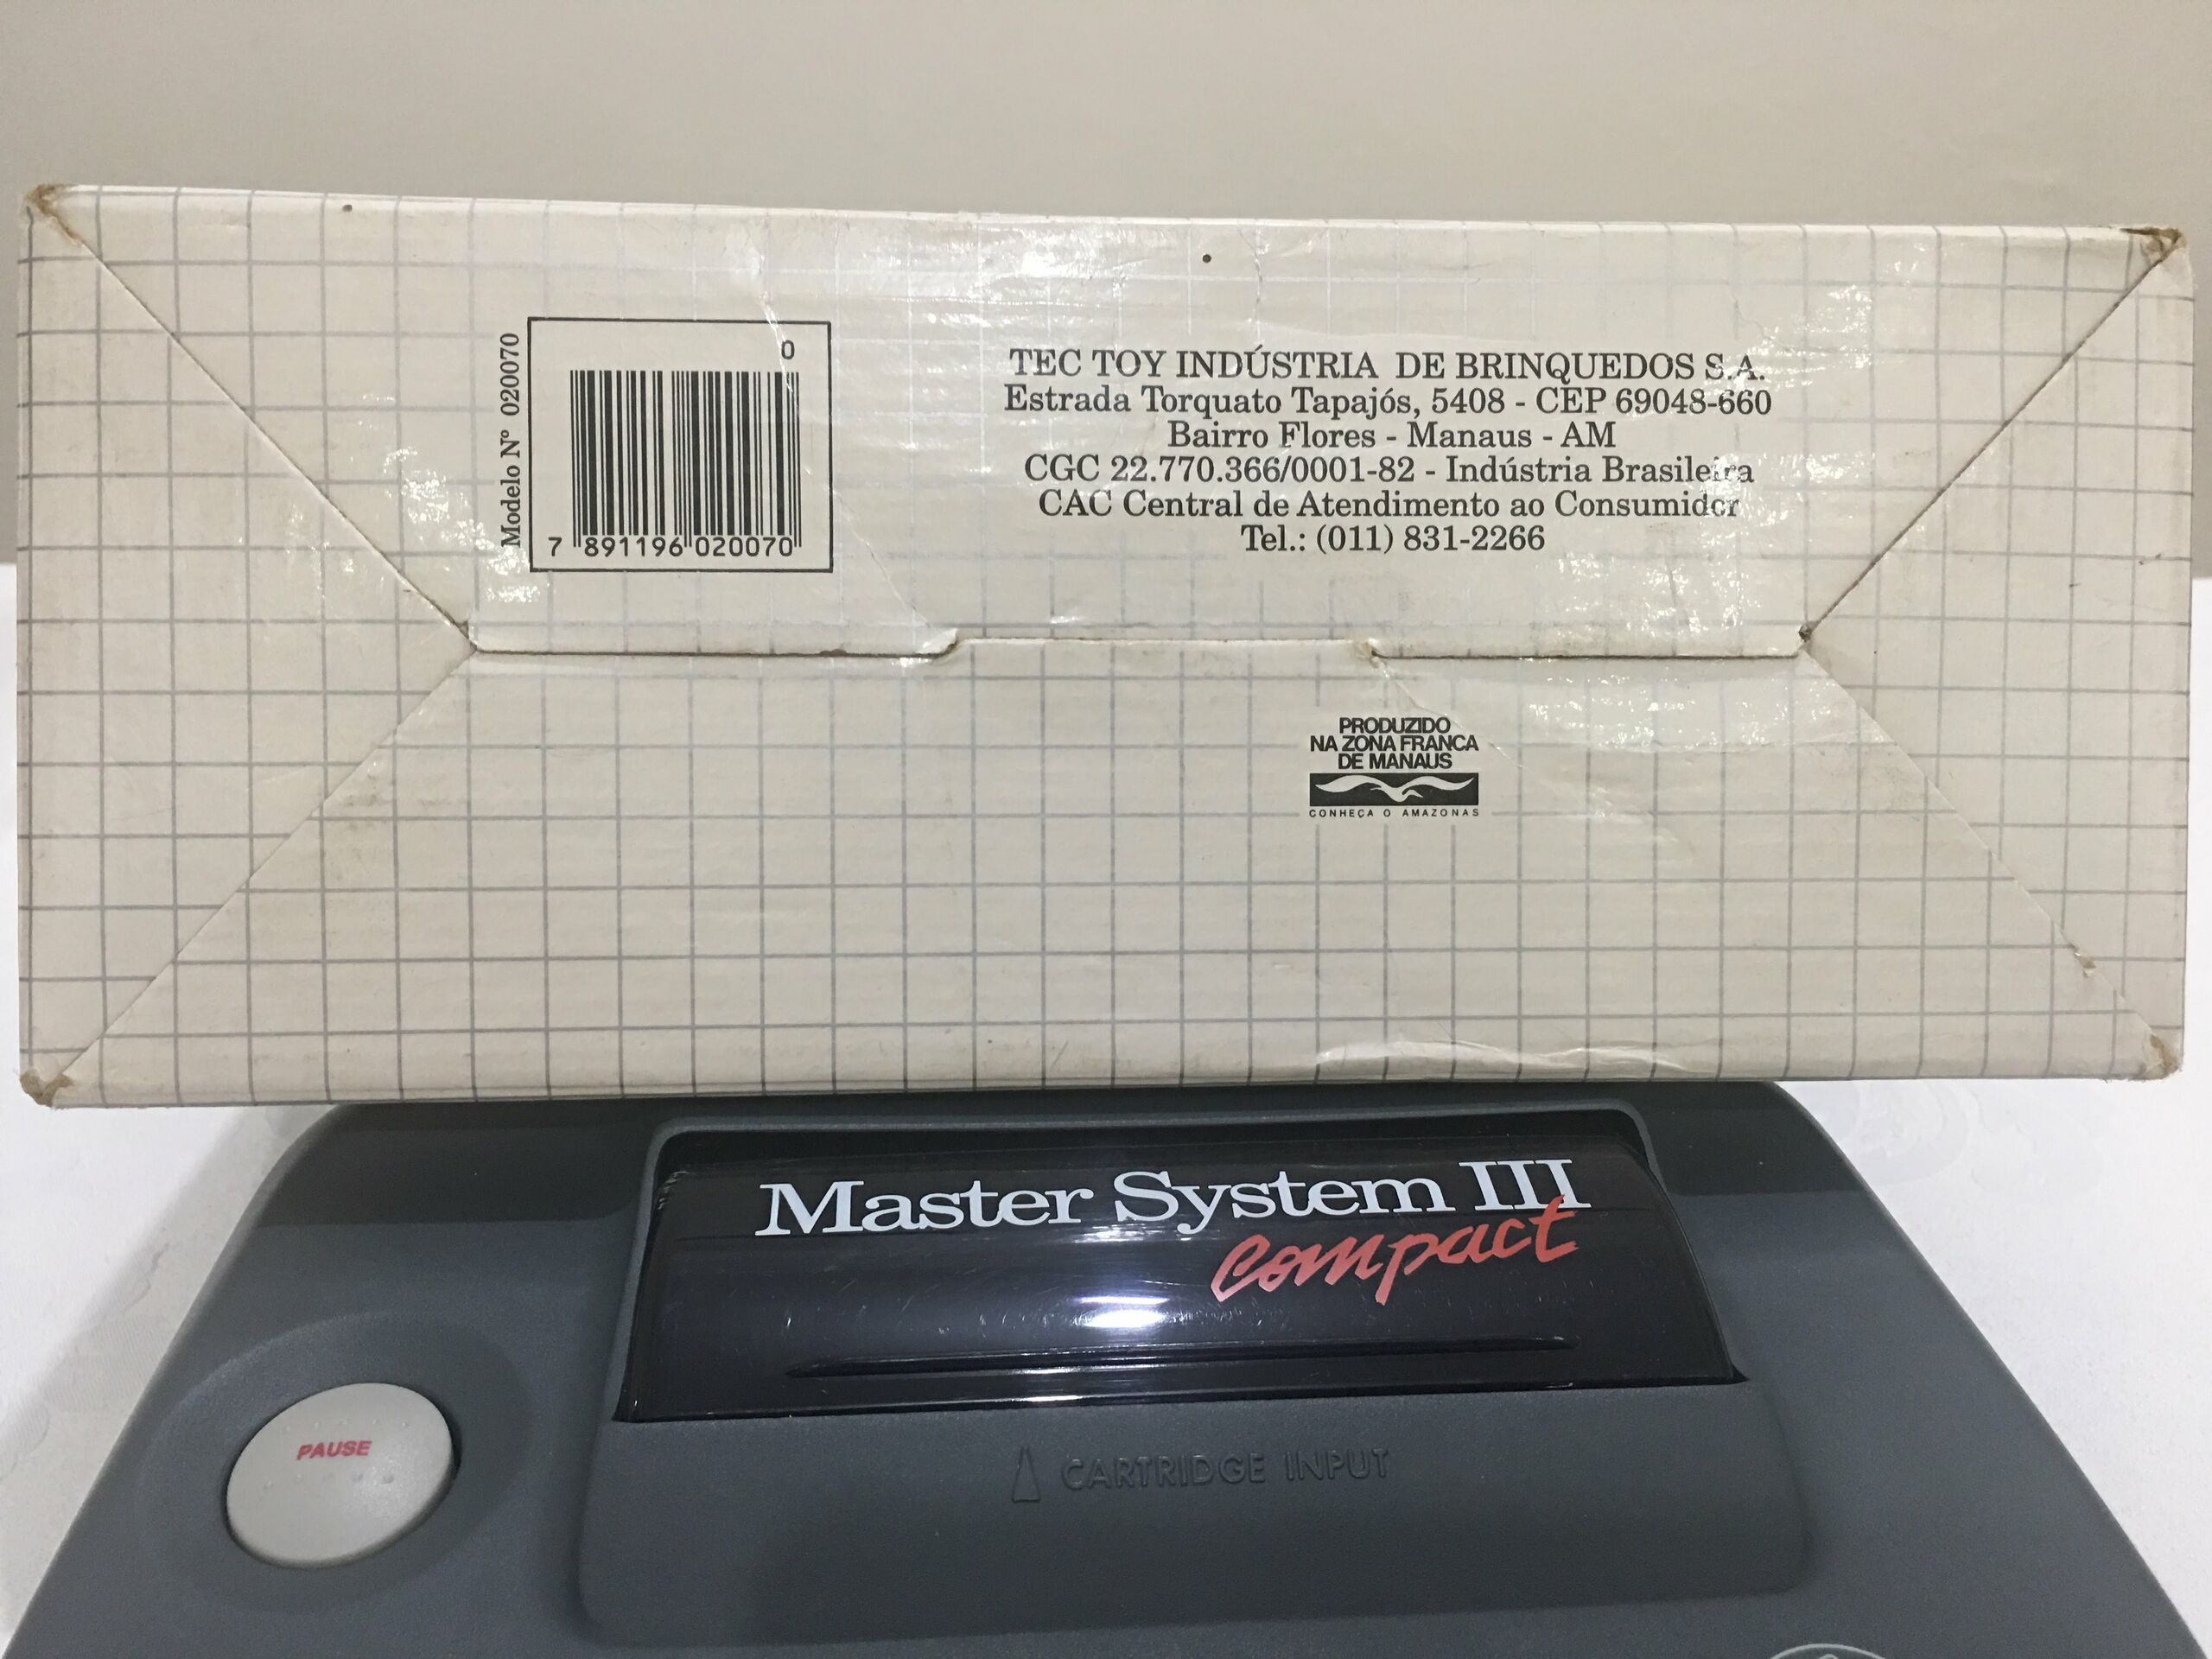 Modelo Nº 020070
0
7 891196 020070
TEC TOY INDÚSTRIA DE BRINQUEDOS S.A.
Estrada Torquato Tapajós, 5408 - CEP 69048-660
Bairro Flores - Manaus - AM
CGC 22.770.366/0001-82 - Indústria Brasileira
CAC Central de Atendimento ao Consumidor
Tel.: (011) 831-2266
PRODUZIDO
NA ZONA FRANCA
DE MANAUS
CONHEÇA O AMAZONAS
Master System III
compact
PAUSE
CARTRIDGE INPUT